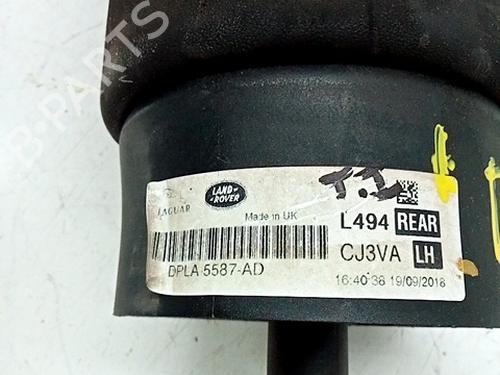 B-PARTS
JAGUAR
LAND ROVER
Made in UK
L494 REAR
CJ3VA LH
DPLA 5587-AD
16:40:38 19/09/2018